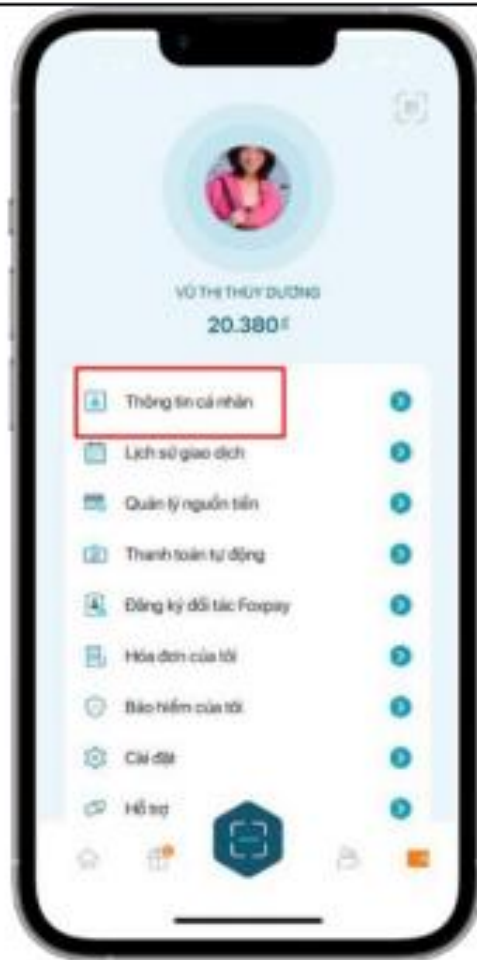 VŨ THỊ THÙY DƯƠNG
20.380đ
Thông tin cá nhân
Lịch sử giao dịch
Quản lý nguồn tiền
Thanh toán tự động
Đăng ký đối tác Foxpay
Hóa đơn của tôi
Bảo hiểm của tôi
Cài đặt
Hỗ trợ